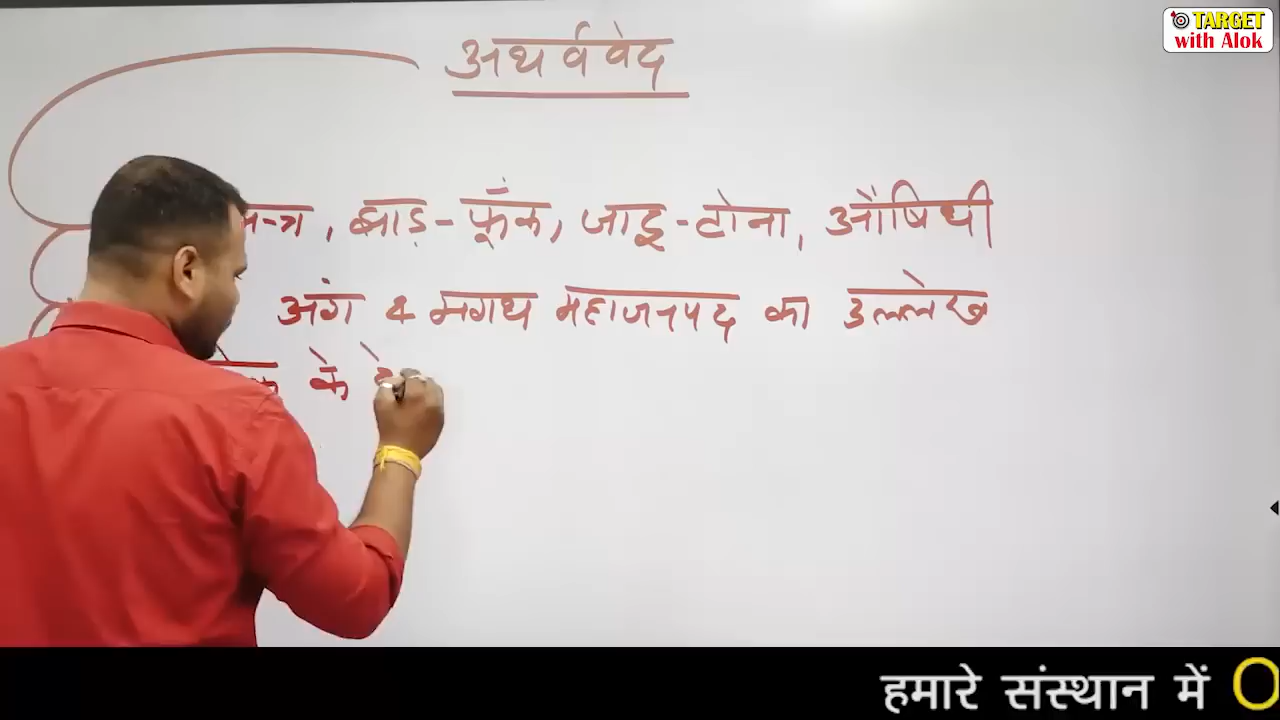 TARGET
with Alok
अथर्ववेद
झाड़-फूँक, जादू-टोना, औषिधी
अंग & मगध महाजनपद का उल्लेख
के
हमारे संस्थान में